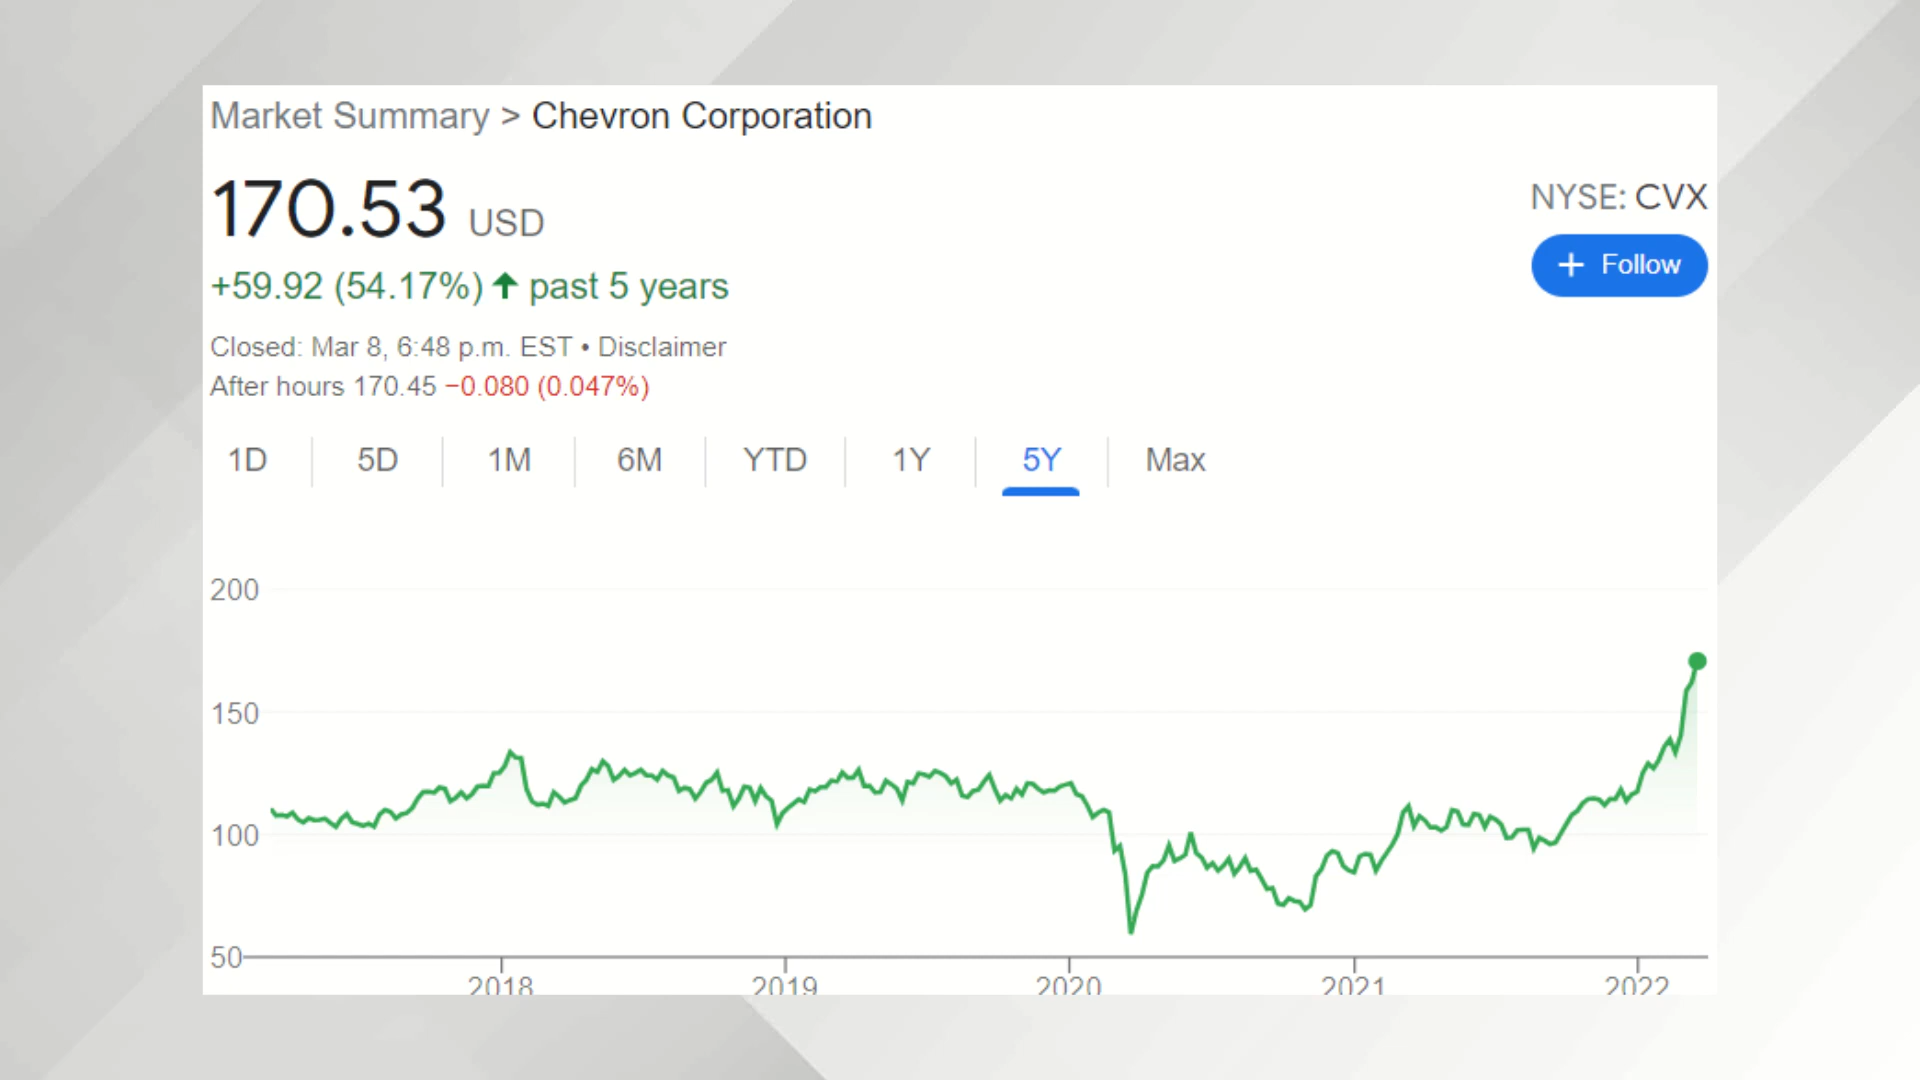 Market Summary > Chevron Corporation
170.53 USD
NYSE: CVX
+ Follow
+59.92 (54.17%) ↑ past 5 years
Closed: Mar 8, 6:48 p.m. EST • Disclaimer
After hours 170.45 −0.080 (0.047%)
1D 5D 1M 6M YTD 1Y 5Y Max
200
150
100
50
2018 2019 2020 2021 2022